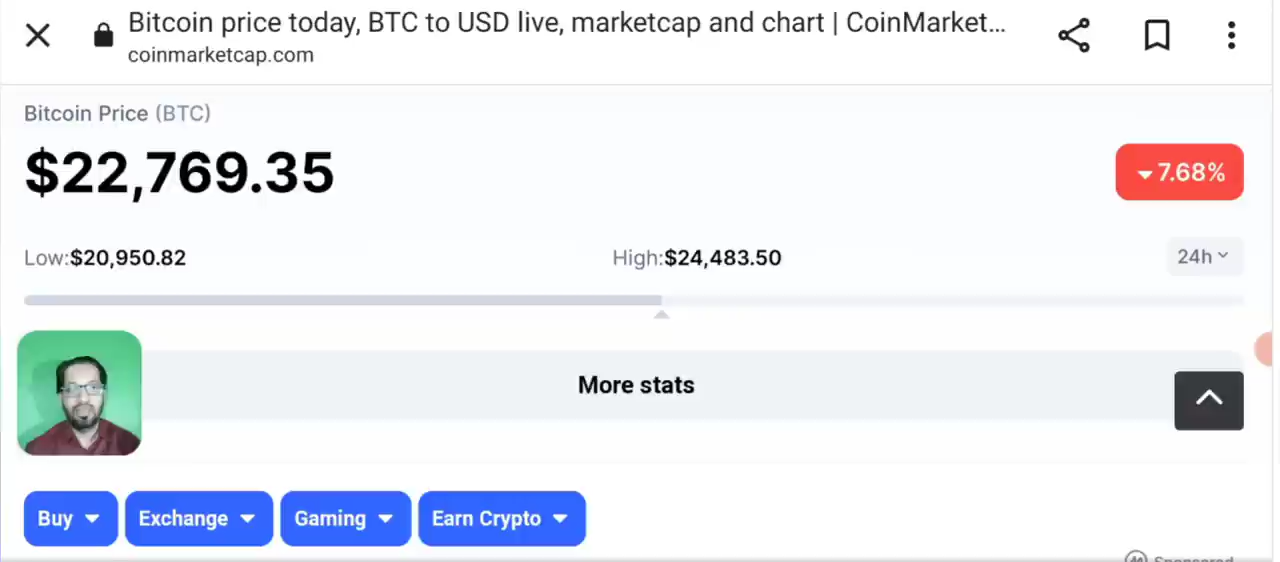 Bitcoin price today, BTC to USD live, marketcap and chart | CoinMarket...
coinmarketcap.com
Bitcoin Price (BTC)
$22,769.35
7.68%
Low:$20,950.82
High:$24,483.50
24h
More stats
Buy
Exchange
Gaming
Earn Crypto
Sponsored